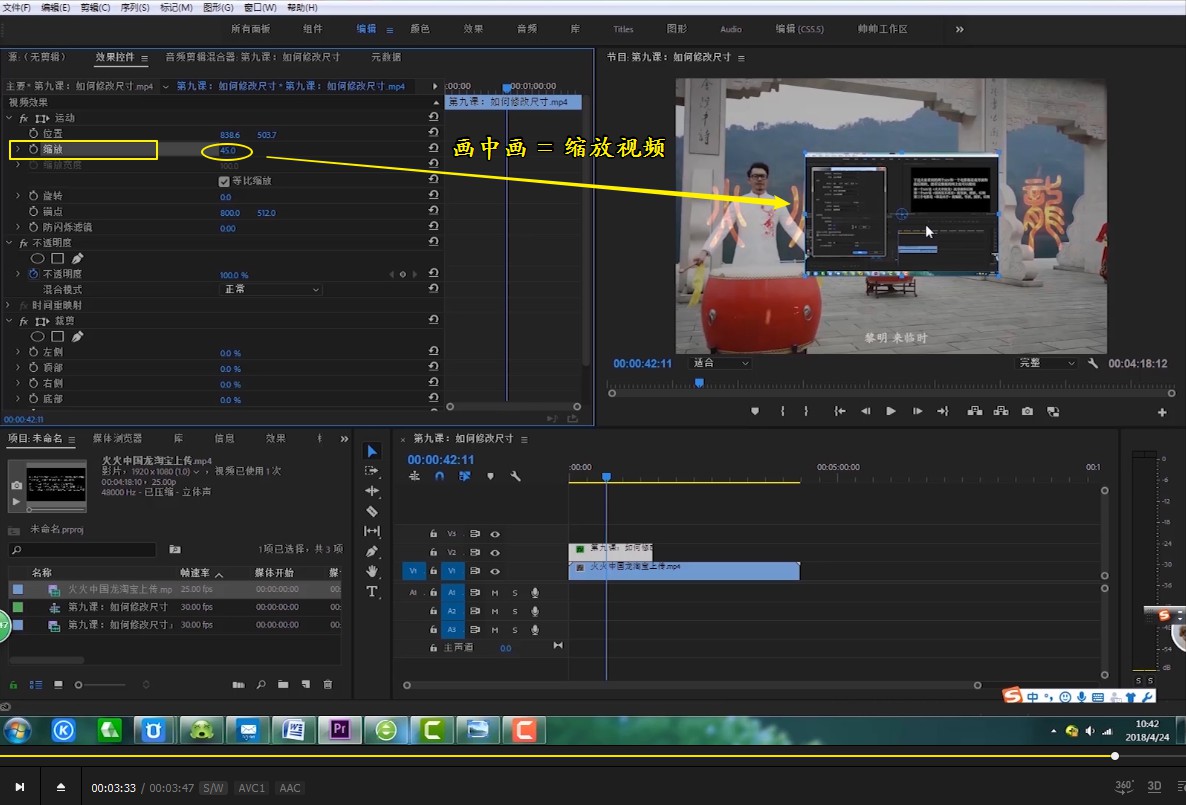 文件(F) 编辑(E) 剪辑(C) 序列(S) 标记(M) 图形(G) 窗口(W) 帮助(H)
所有面板 组件 编辑 颜色 效果 音频 库 Titles 图形 Audio 编辑 (CS5.5) 帅帅工作区
源:（无剪辑） 效果控件 音频剪辑混合器: 第九课：如何修改尺寸 元数据
节目: 第九课：如何修改尺寸
主要 * 第九课：如何修改尺寸.mp4 第九课：如何修改尺寸 * 第九课：如何修改尺寸.mp4
:00:00 00:01:00:00
视频效果
第九课：如何修改尺寸.mp4
fx 运动
位置 838.6 503.7
缩放 45.0
缩放宽度 100.0
等比缩放
旋转 0.0
锚点 800.0 512.0
防闪烁滤镜 0.00
fx 不透明度
不透明度 100.0 %
混合模式 正常
fx 时间重映射
fx 裁剪
左侧 0.0 %
顶部 0.0 %
右侧 0.0 %
底部 0.0 %
00:00:42:11
画中画 = 缩放视频
龍
黎明 来临时
00:00:42:11 适合 完整 00:04:18:12
项目: 未命名 媒体浏览器 库 信息 效果
火火中国龙淘宝上传.mp4
影片, 1920 x 1080 (1.0) , 视频已使用 1 次
00:04:18:10, 25.00p
48000 Hz - 已压缩 - 立体声
未命名.prproj
1项已选择，共 3 项
名称 帧速率 媒体开始 媒
火火中国龙淘宝上传.mp 25.00 fps 00:00:00:00 00:
第九课：如何修改尺寸 30.00 fps 00:00:00:00 00:
第九课：如何修改尺寸. 30.00 fps 00:00:00:00 00:
第九课：如何修改尺寸
00:00:42:11
:00:00 00:05:00:00 00:1
V3
V2
第九课：如何修改
V1 V1
火火中国龙淘宝上传.mp4
A1 A1 M S
A2 M S
A3 M S
主声道 0.0
0
-6
-12
-18
-24
-30
-36
-54
dB
S S
中
Pr
10:42
2018/4/24
00:03:33 / 00:03:47 S/W AVC1 AAC
360° 3D